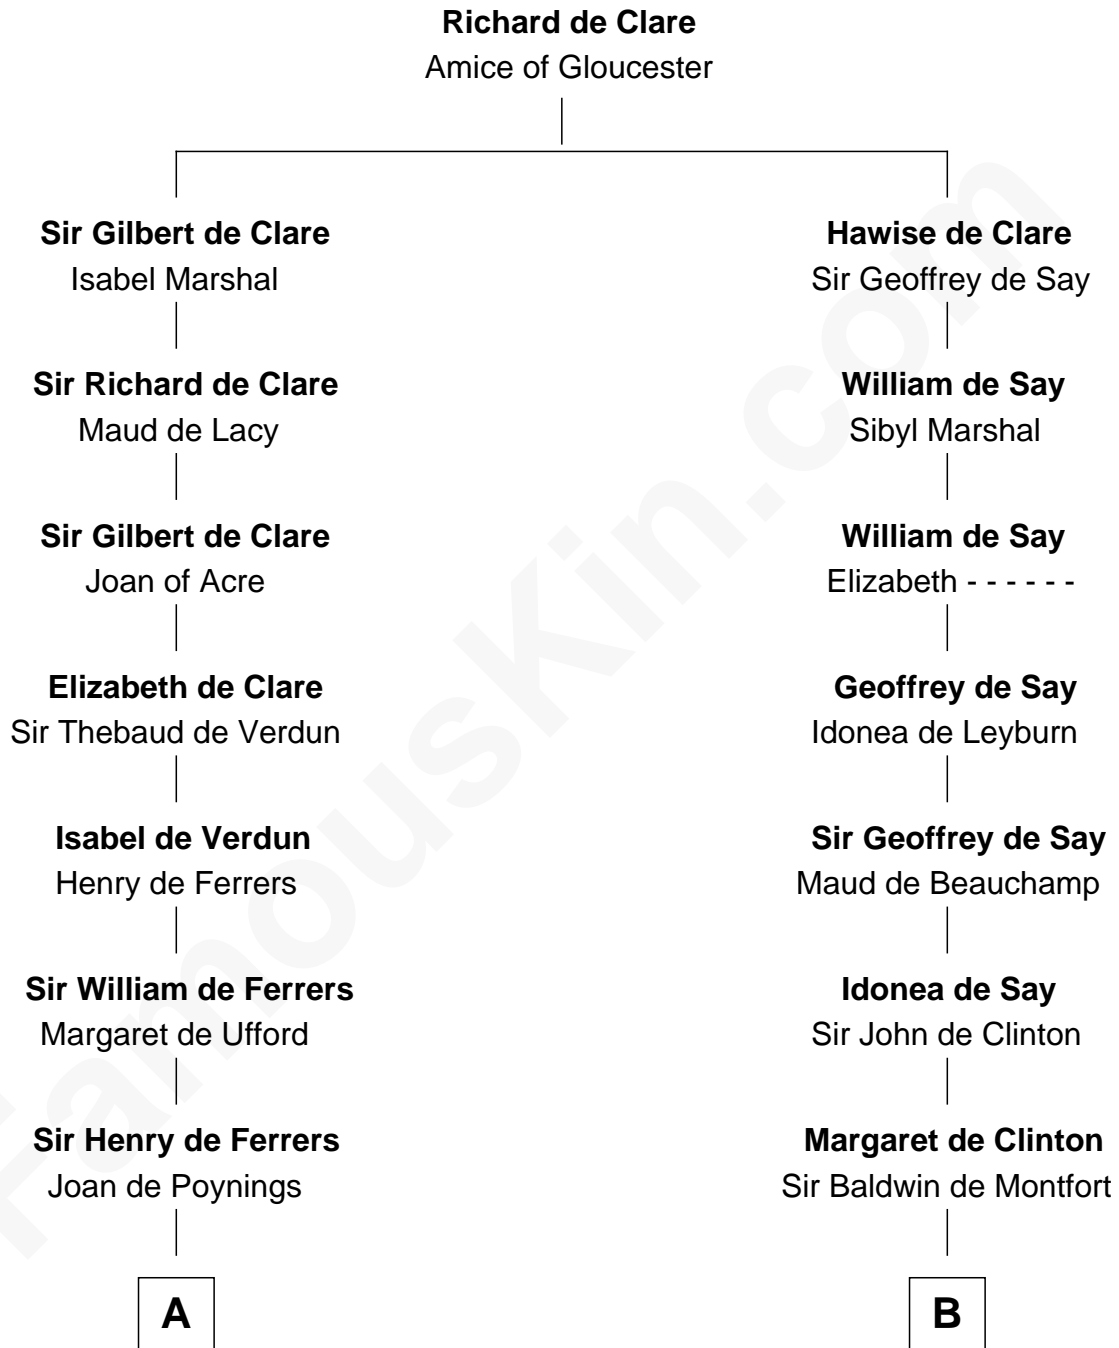 Richard de Clare
Amice of Gloucester
Sir Gilbert de Clare
Isabel Marshal
Sir Richard de Clare
Maud de Lacy
Sir Gilbert de Clare
Joan of Acre
Elizabeth de Clare
Sir Thebaud de Verdun
Isabel de Verdun
Henry de Ferrers
Sir William de Ferrers
Margaret de Ufford
Sir Henry de Ferrers
Joan de Poynings
A
Hawise de Clare
Sir Geoffrey de Say
William de Say
Sibyl Marshal
William de Say
Elizabeth - - - - - -
Geoffrey de Say
Idonea de Leyburn
Sir Geoffrey de Say
Maud de Beauchamp
Idonea de Say
Sir John de Clinton
Margaret de Clinton
Sir Baldwin de Montfort
B
FamousKin.com